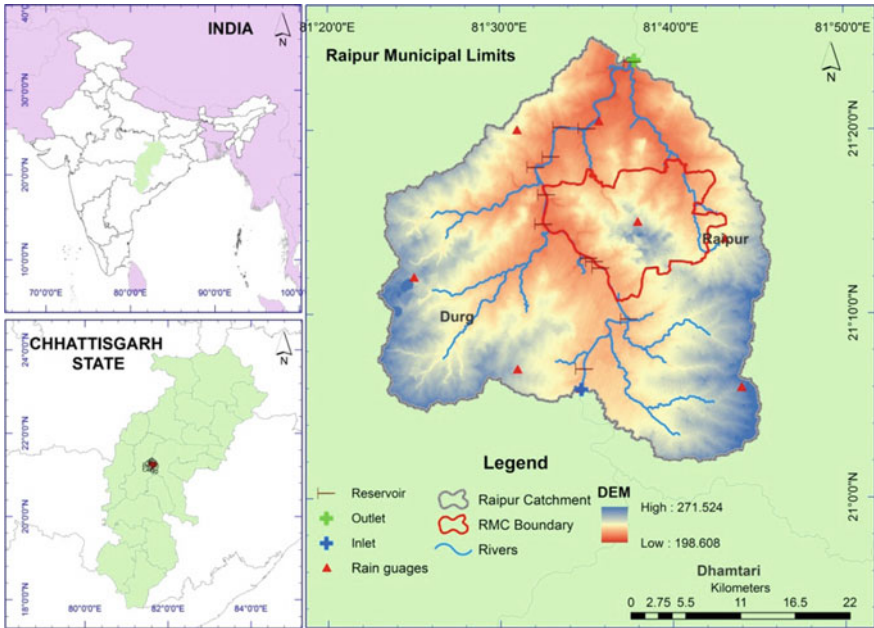 INDIA
N
40°0'0"N
30°0'0"N
20°0'0"N
10°0'0"N
70°0'0"E
80°0'0"E
90°0'0"E
100°0'
CHHATTISGARH
STATE
N
24°0'0"N
22°0'0"N
20°0'0"N
18°0'0"N
80°0'0"E
82°0'0"E
84°0'0"E
81°20'0"E
81°30'0"E
81°40'0"E
81°50'0"E
Raipur Municipal Limits
N
21°20'0"N
21°10'0"N
21°0'0"N
Raipur
Durg
Legend
Reservoir
Outlet
Inlet
Rain guages
Raipur Catchment
RMC Boundary
Rivers
DEM
High : 271.524
Low : 198.608
Dhamtari
Kilometers
0 2.75 5.5 11 16.5 22